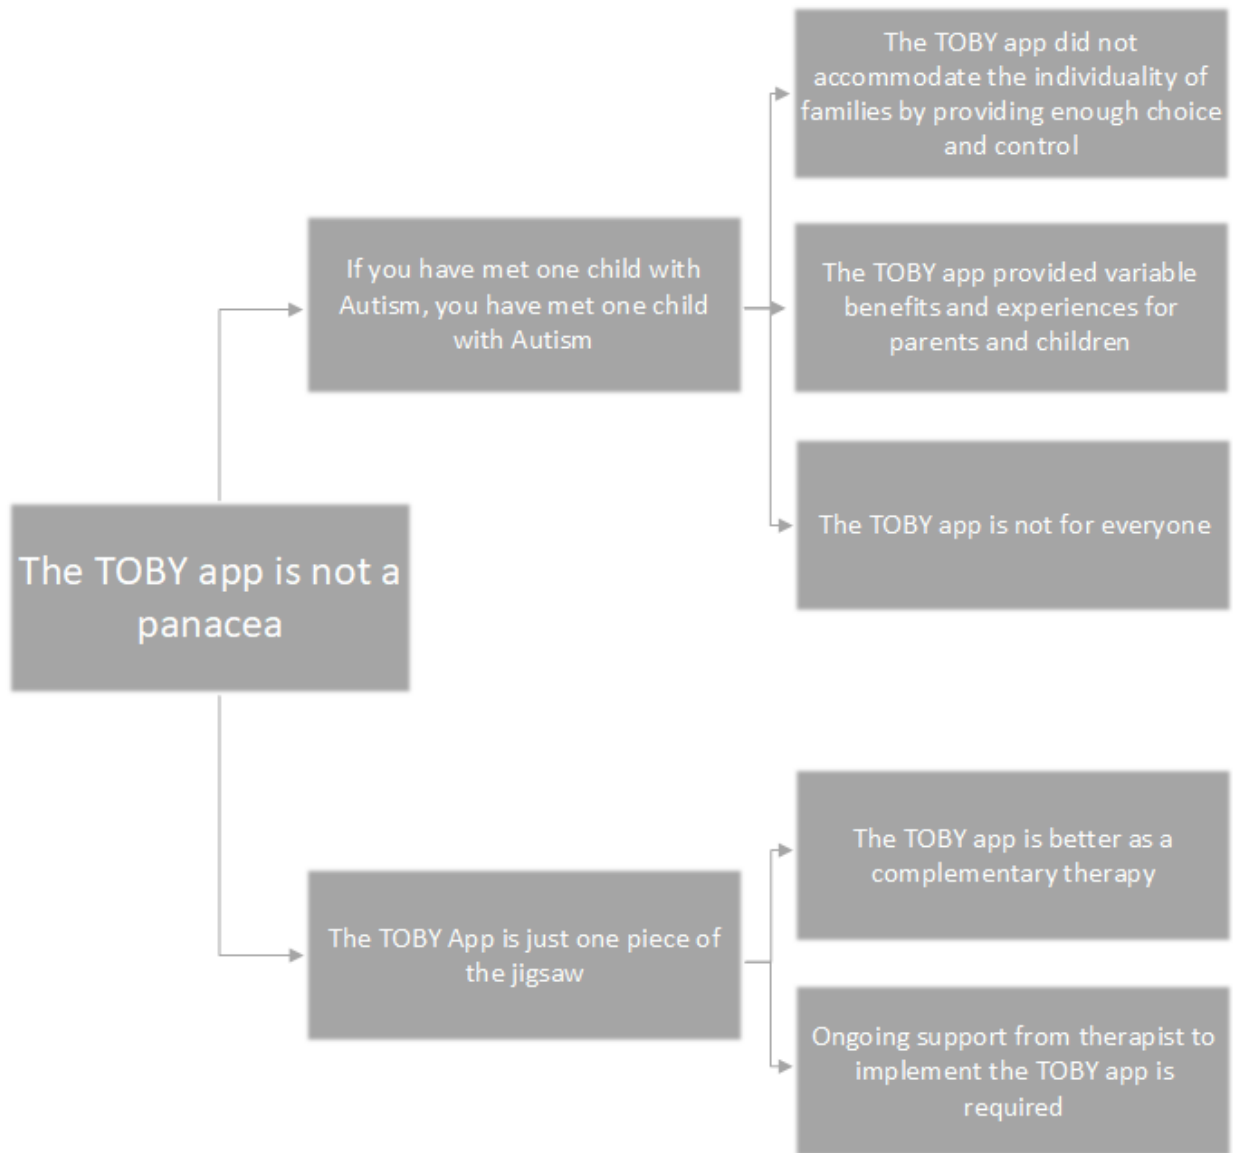 The TOBY app did not
accommodate the individuality of
families by providing enough choice
and control
If you have met one child with
Autism, you have met one child
with Autism
The TOBY app provided variable
benefits and experiences for
parents and children
The TOBY app is not for everyone
The TOBY app is not a
panacea
The TOBY app is better as a
complementary therapy
The TOBY App is just one piece of
the jigsaw
Ongoing support from therapist to
implement the TOBY app is
required